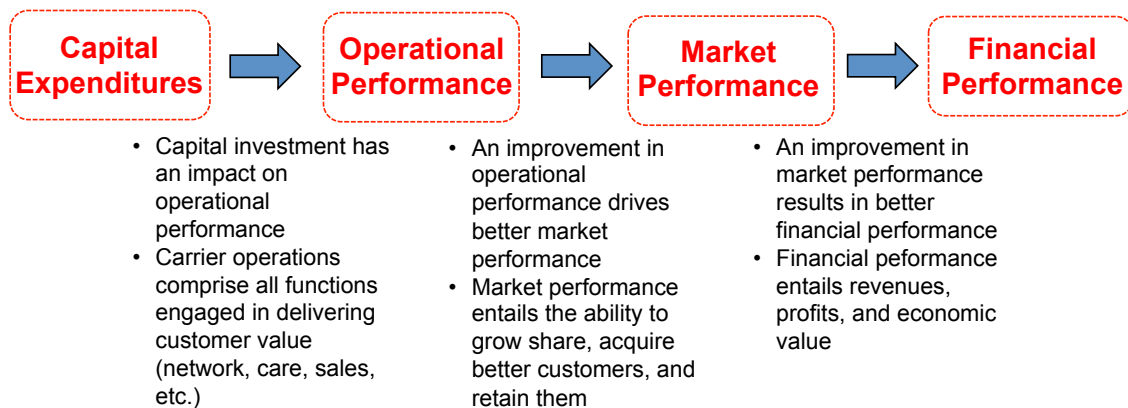 Capital
Expenditures
Operational
Performance
Market
Performance
Financial
Performance
• Capital investment has
an impact on
operational
performance
• Carrier operations
comprise all functions
engaged in delivering
customer value
(network, care, sales,
etc.)
• An improvement in
operational
performance drives
better market
performance
• Market performance
entails the ability to
grow share, acquire
better customers, and
retain them
• An improvement in
market performance
results in better
financial performance
• Financial peformance
entails revenues,
profits, and economic
value